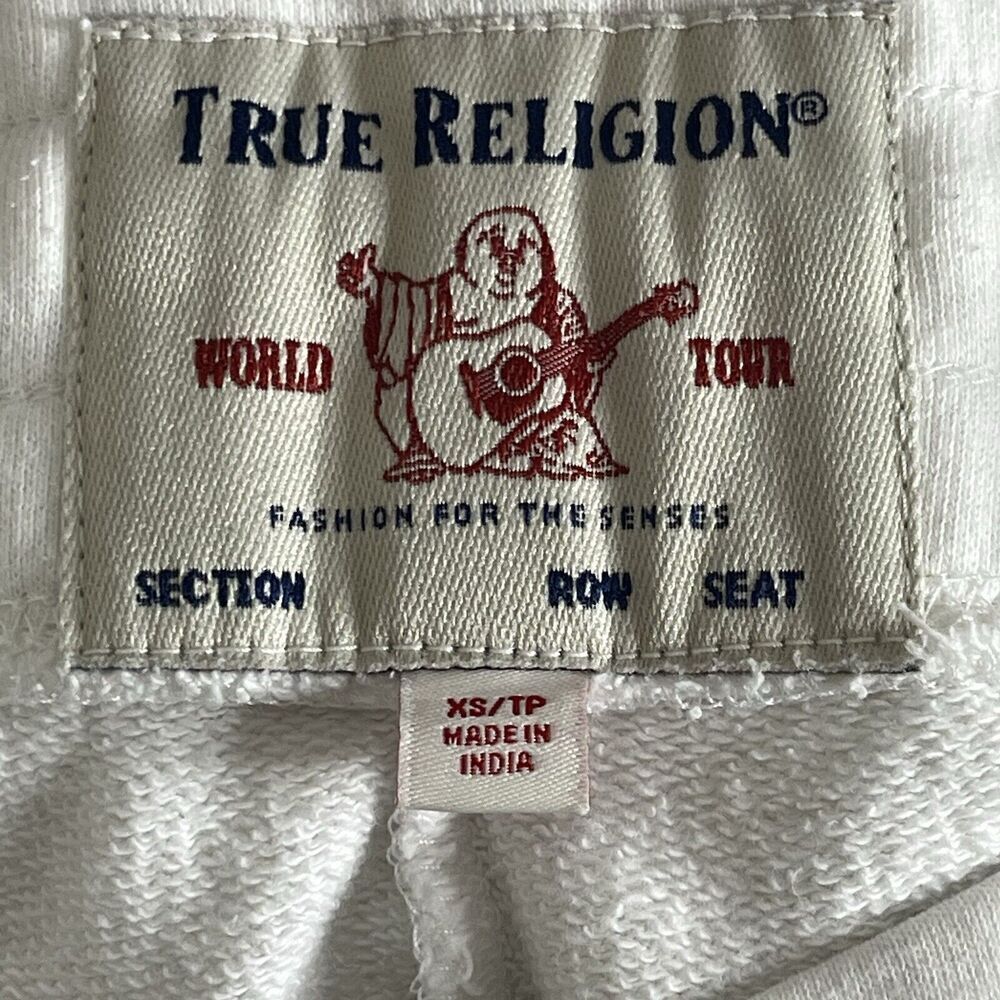 TRUE RELIGION®
WORLD TOUR
FASHION FOR THE SENSES
SECTION ROW SEAT
XS/TP
MADE IN
INDIA